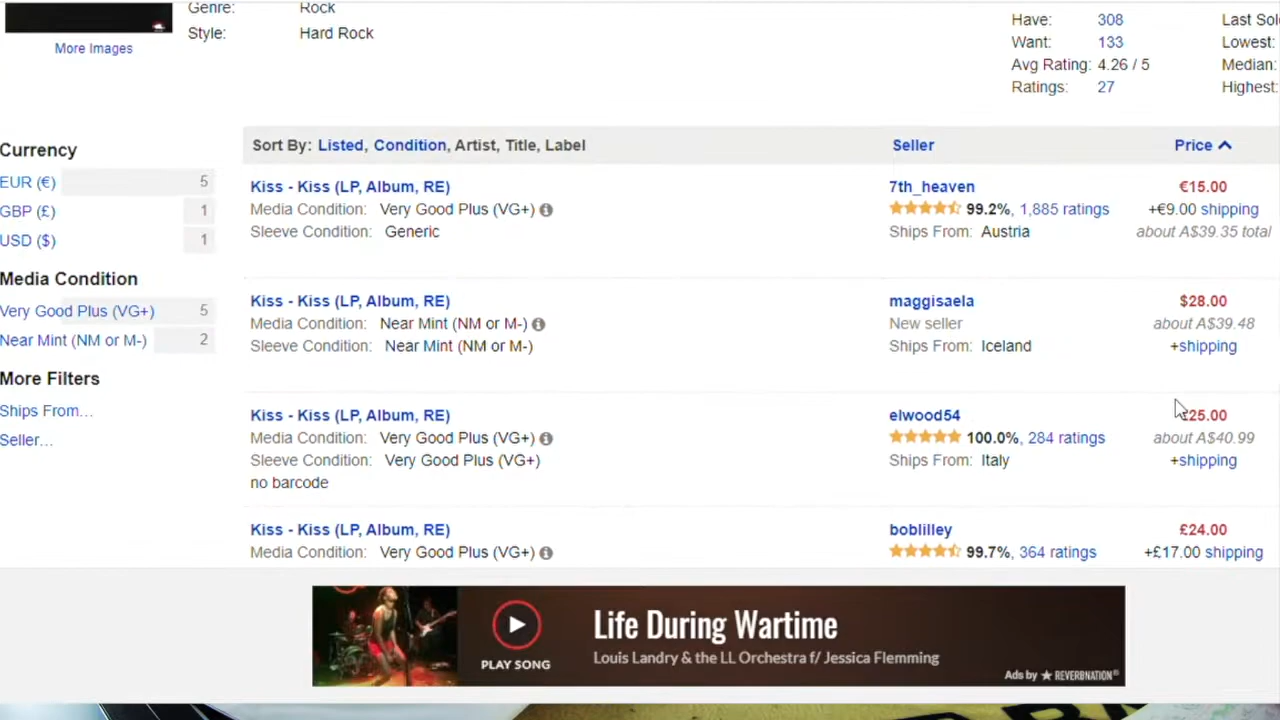 Genre: Rock
More Images
Style: Hard Rock
Have: 308
Want: 133
Avg Rating: 4.26 / 5
Ratings: 27
Last Sol
Lowest:
Median:
Highest:
Currency
EUR (€) 5
GBP (£) 1
USD ($) 1
Media Condition
Very Good Plus (VG+) 5
Near Mint (NM or M-) 2
More Filters
Ships From...
Seller...
Sort By: Listed, Condition, Artist, Title, Label Seller Price
Kiss - Kiss (LP, Album, RE) 7th_heaven €15.00
Media Condition: Very Good Plus (VG+) 99.2%, 1,885 ratings +€9.00 shipping
Sleeve Condition: Generic Ships From: Austria about A$39.35 total
Kiss - Kiss (LP, Album, RE) maggisaela $28.00
Media Condition: Near Mint (NM or M-) New seller about A$39.48
Sleeve Condition: Near Mint (NM or M-) Ships From: Iceland +shipping
Kiss - Kiss (LP, Album, RE) elwood54 25.00
Media Condition: Very Good Plus (VG+) 100.0%, 284 ratings about A$40.99
Sleeve Condition: Very Good Plus (VG+) Ships From: Italy +shipping
no barcode
Kiss - Kiss (LP, Album, RE) boblilley £24.00
Media Condition: Very Good Plus (VG+) 99.7%, 364 ratings +£17.00 shipping
PLAY SONG
Life During Wartime
Louis Landry & the LL Orchestra f/ Jessica Flemming
Ads by REVERBNATION